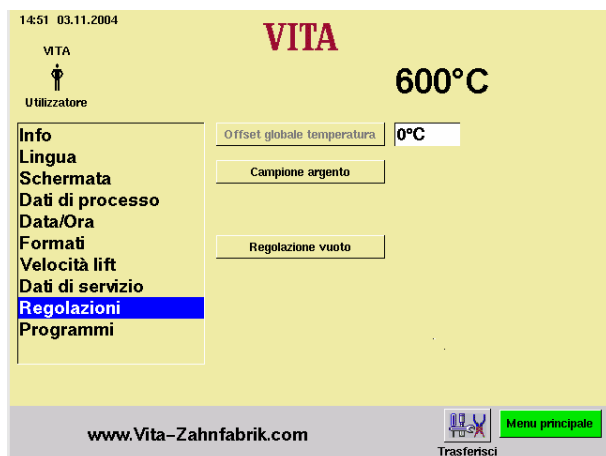 14:51 03.11.2004
VITA
VITA
600°C
Utilizzatore
Info
Lingua
Schermata
Dati di processo
Data/Ora
Formati
Velocità lift
Dati di servizio
Regolazioni
Programmi
Offset globale temperatura
0°C
Campione argento
Regolazione vuoto
www.Vita-Zahnfabrik.com
Trasferisci
Menu principale